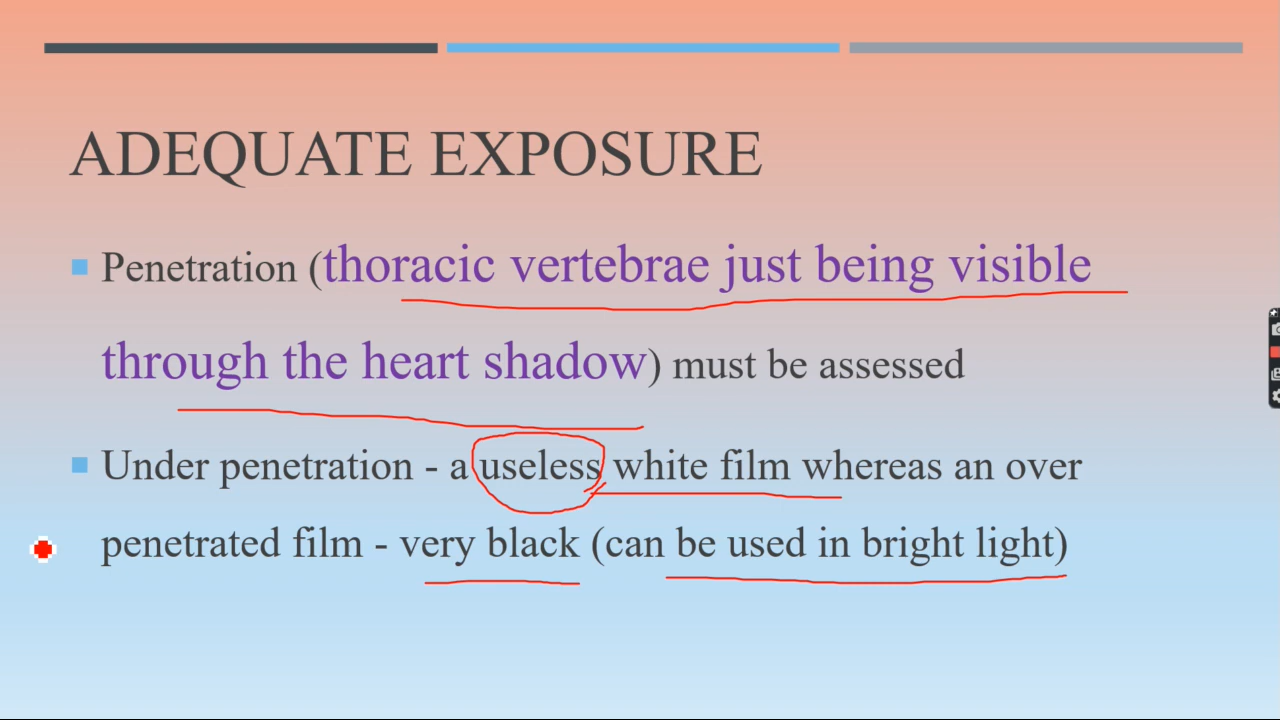 ADEQUATE EXPOSURE
Penetration (thoracic vertebrae just being visible
through the heart shadow) must be assessed
Under penetration - a useless white film whereas an over
penetrated film - very black (can be used in bright light)